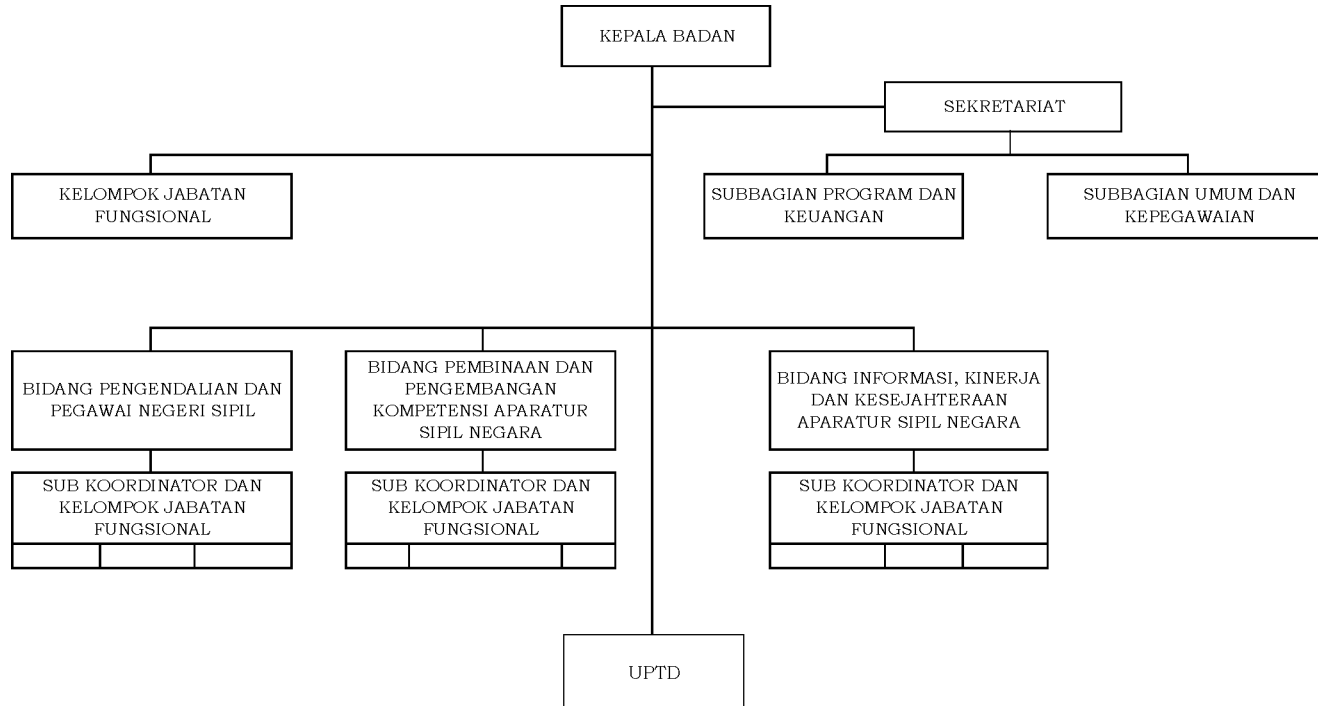 KEPALA BADAN
SEKRETARIAT
KELOMPOK JABATAN
FUNGSIONAL
SUBBAGIAN PROGRAM DAN
KEUANGAN
SUBBAGIAN UMUM DAN
KEPEGAWAIAN
BIDANG PENGENDALIAN DAN
PEGAWAI NEGERI SIPIL
BIDANG PEMBINAAN DAN
PENGEMBANGAN
KOMPETENSI APARATUR
SIPIL NEGARA
BIDANG INFORMASI, KINERJA
DAN KESEJAHTERAAN
APARATUR SIPIL NEGARA
SUB KOORDINATOR DAN
KELOMPOK JABATAN
FUNGSIONAL
SUB KOORDINATOR DAN
KELOMPOK JABATAN
FUNGSIONAL
SUB KOORDINATOR DAN
KELOMPOK JABATAN
FUNGSIONAL
UPTD